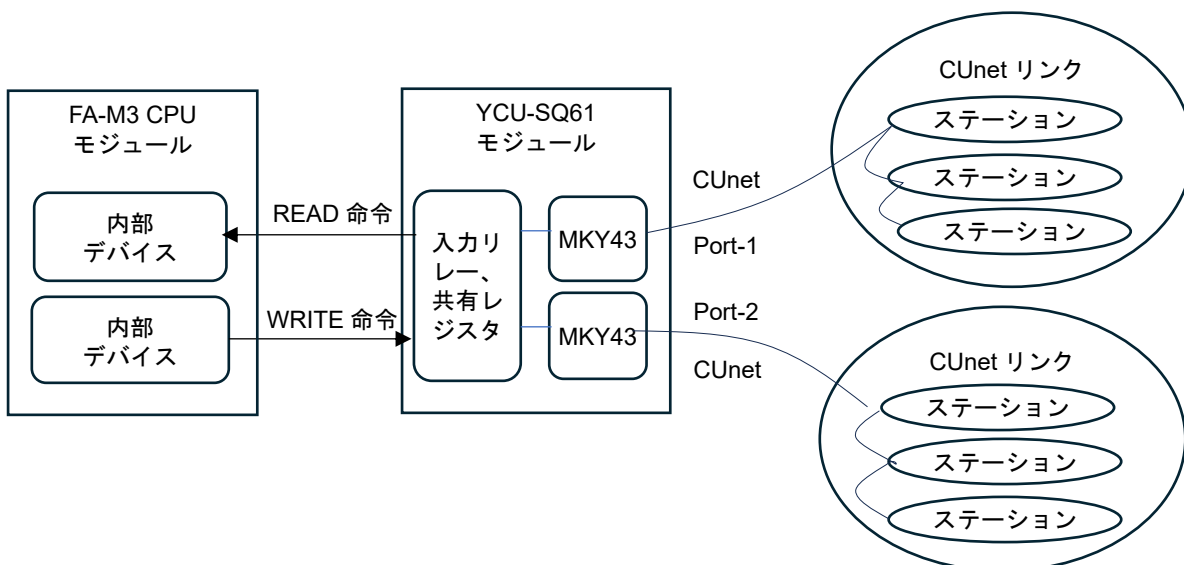 FA-M3 CPU
モジュール
内部
デバイス
内部
デバイス
READ 命令
WRITE 命令
YCU-SQ61
モジュール
入力リ
レー、
共有レ
ジスタ
MKY43
MKY43
CUnet
Port-1
Port-2
CUnet
CUnet リンク
ステーション
ステーション
ステーション
CUnet リンク
ステーション
ステーション
ステーション